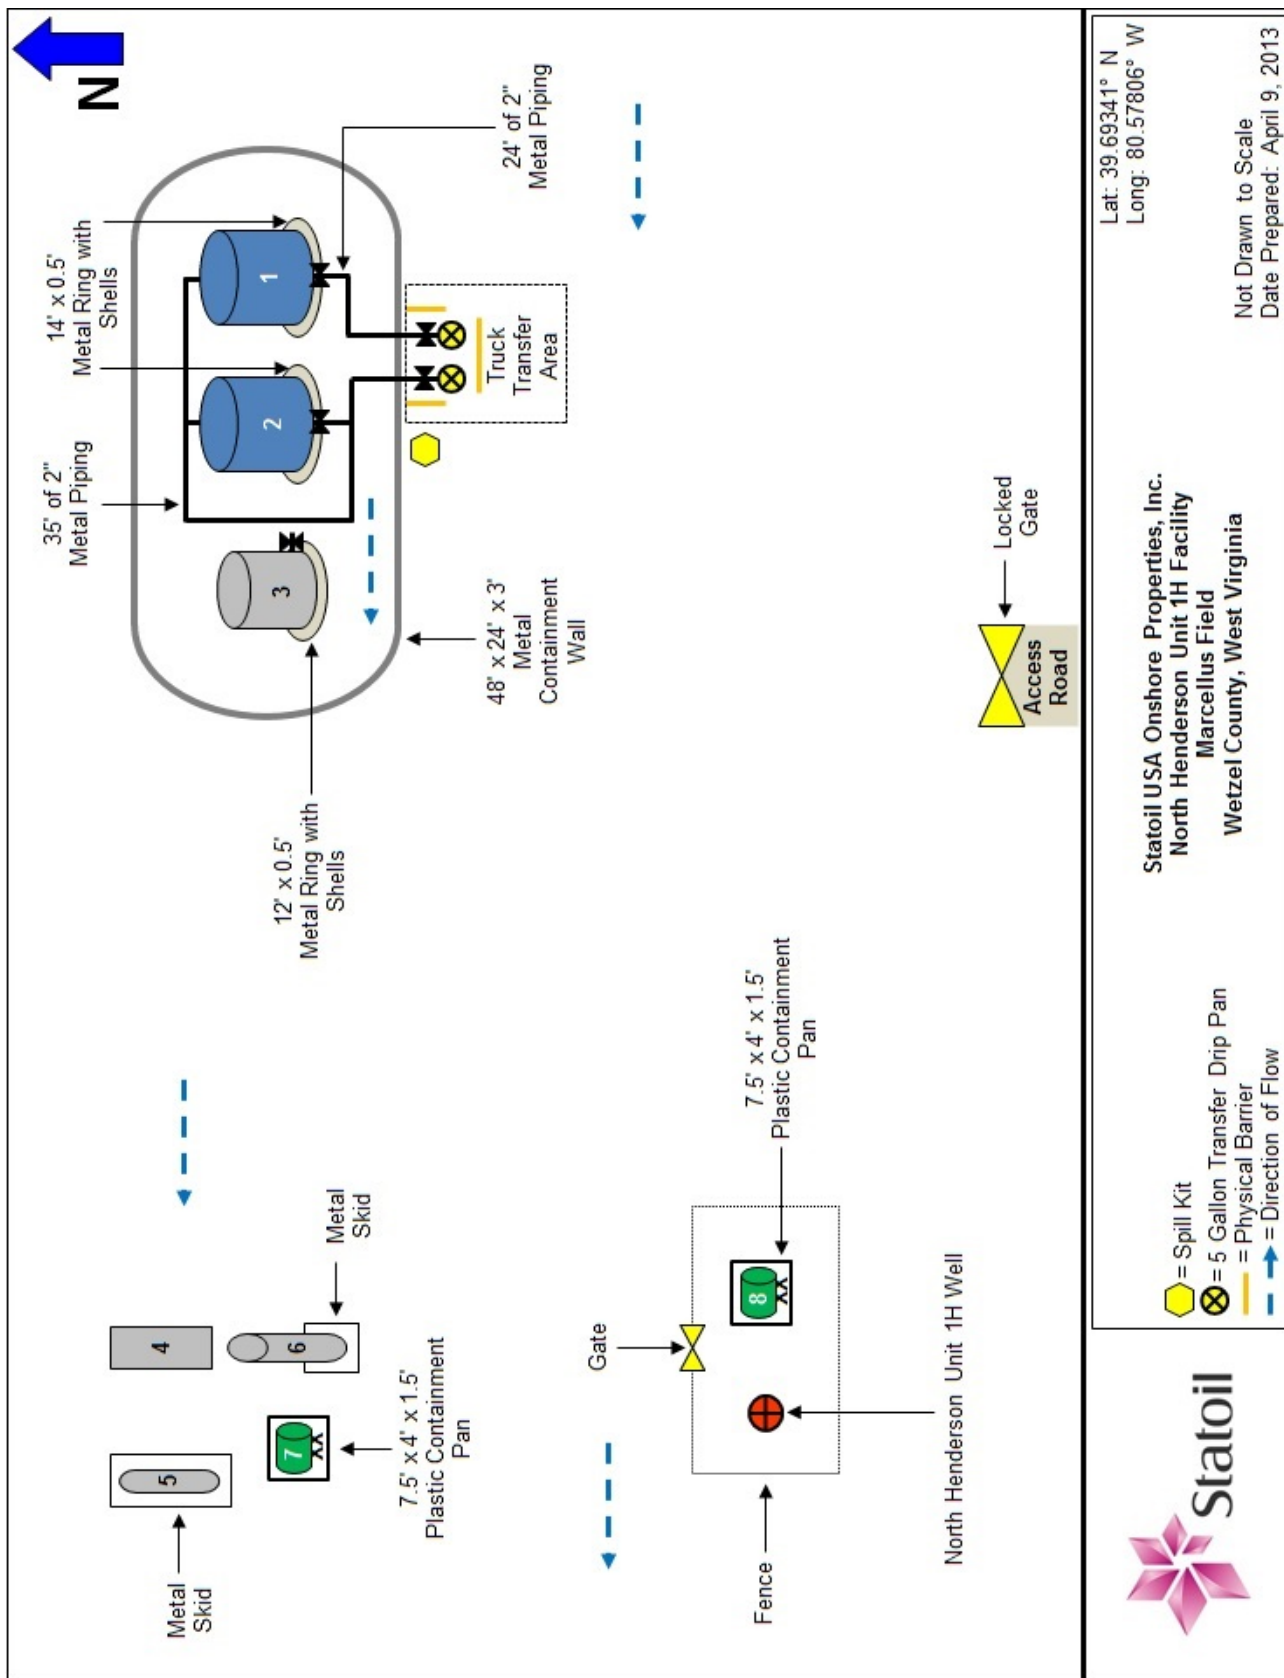 N
35' of 2"
Metal Piping
14' x 0.5'
Metal Ring with
Shells
24' of 2"
Metal Piping
1
2
3
Truck
Transfer
Area
48' x 24' x 3'
Metal
Containment
Wall
12' x 0.5'
Metal Ring with
Shells
4
5
6
7
Metal
Skid
Metal
Skid
7.5' x 4' x 1.5'
Plastic Containment
Pan
Gate
8
7.5' x 4' x 1.5'
Plastic Containment
Pan
Fence
North Henderson Unit 1H Well
Locked
Gate
Access
Road
Statoil
= Spill Kit
= 5 Gallon Transfer Drip Pan
= Physical Barrier
= Direction of Flow
Statoil USA Onshore Properties, Inc.
North Henderson Unit 1H Facility
Marcellus Field
Wetzel County, West Virginia
Lat: 39.69341° N
Long: 80.57806° W
Not Drawn to Scale
Date Prepared: April 9, 2013